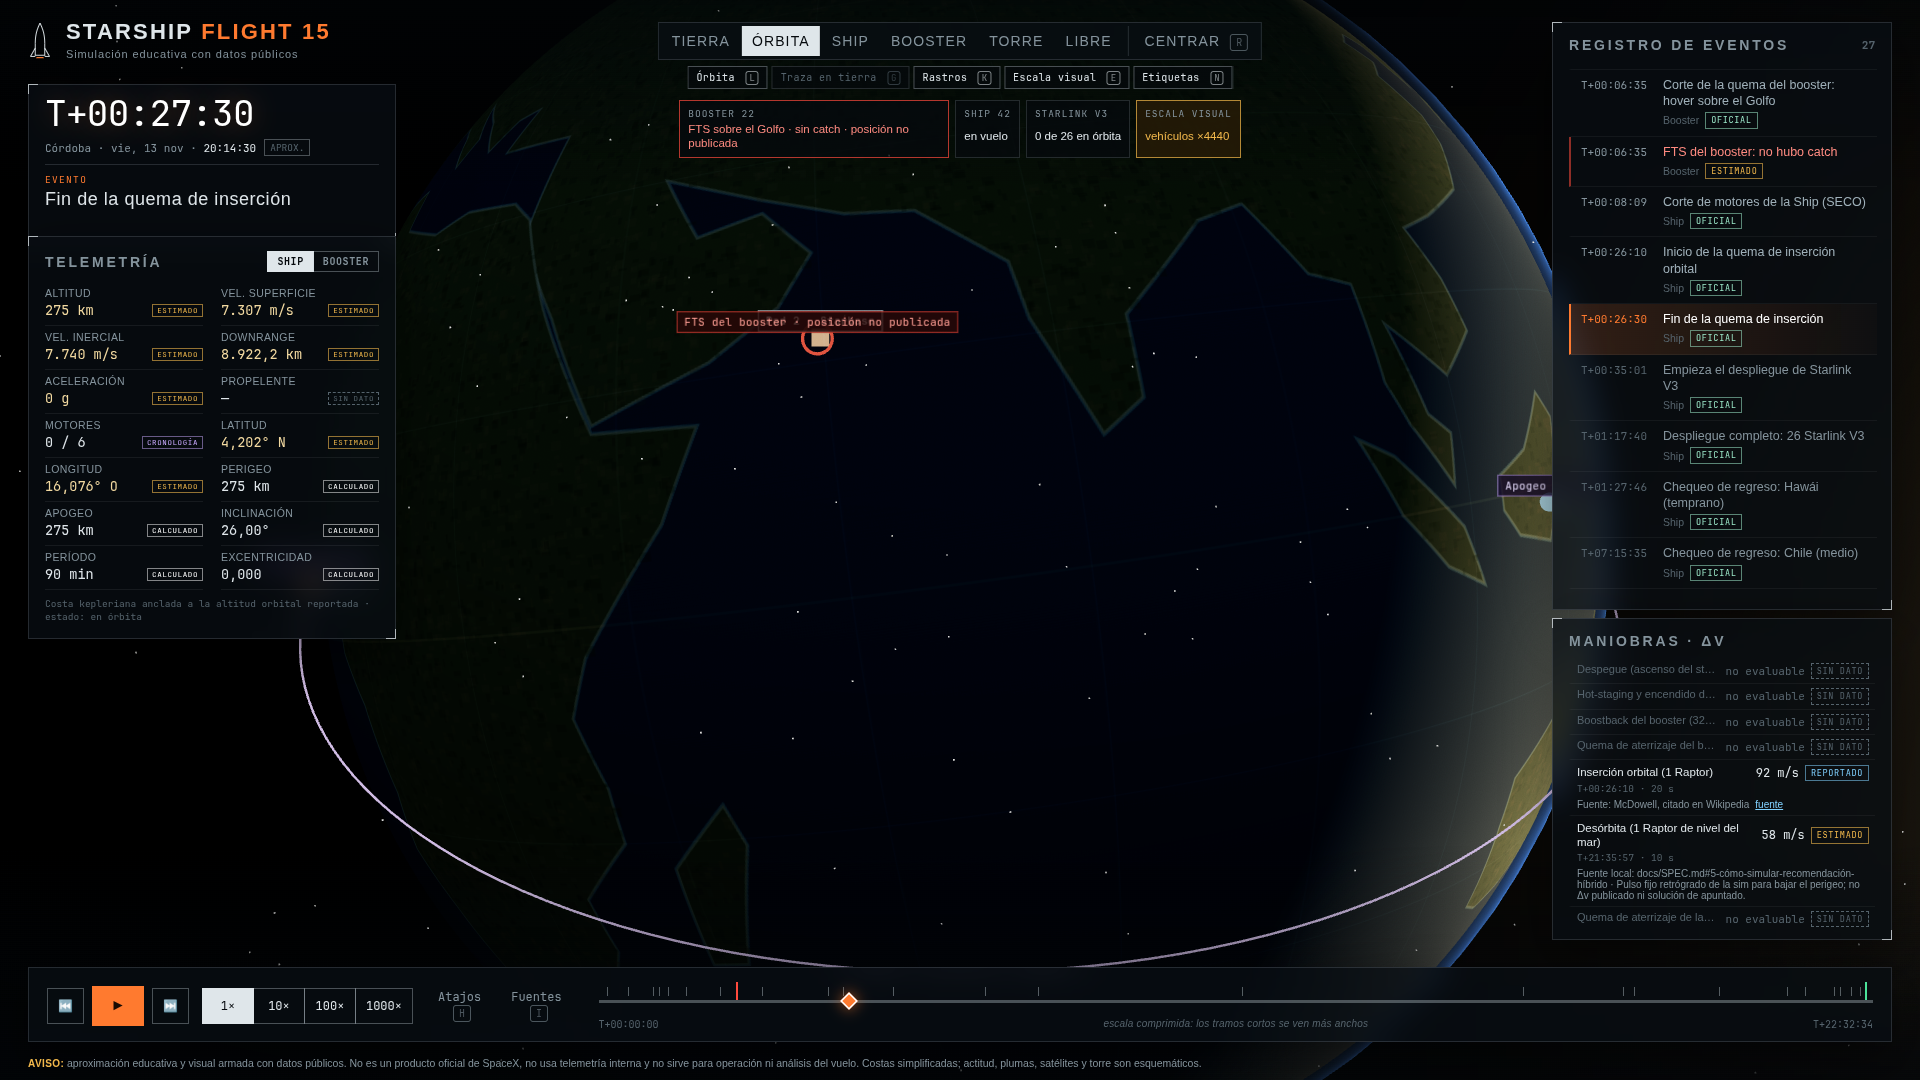 STARSHIP FLIGHT 15
Simulación educativa con datos públicos
TIERRA ÓRBITA SHIP BOOSTER TORRE LIBRE CENTRAR R
Órbita L Traza en tierra G Rastros K Escala visual E Etiquetas N
BOOSTER 22
FTS sobre el Golfo · sin catch · posición no
publicada
SHIP 42
en vuelo
STARLINK V3
0 de 26 en órbita
ESCALA VISUAL
vehículos ×4440
T+00:27:30
Córdoba · vie, 13 nov · 20:14:30 APROX.
EVENTO
Fin de la quema de inserción
TELEMETRÍA SHIP BOOSTER
ALTITUD
275 km ESTIMADO
VEL. SUPERFICIE
7.307 m/s ESTIMADO
VEL. INERCIAL
7.740 m/s ESTIMADO
DOWNRANGE
8.922,2 km ESTIMADO
ACELERACIÓN
0 g ESTIMADO
PROPELENTE
— SIN DATO
MOTORES
0 / 6 CRONOLOGÍA
LATITUD
4,202° N ESTIMADO
LONGITUD
16,076° O ESTIMADO
PERIGEO
275 km CALCULADO
APOGEO
275 km CALCULADO
INCLINACIÓN
26,00° CALCULADO
PERÍODO
90 min CALCULADO
EXCENTRICIDAD
0,000 CALCULADO
Costa kepleriana anclada a la altitud orbital reportada ·
estado: en órbita
FTS del booster · posición no publicada
Apogeo
REGISTRO DE EVENTOS 27
T+00:06:35 Corte de la quema del booster:
hover sobre el Golfo
Booster OFICIAL
T+00:06:35 FTS del booster: no hubo catch
Booster ESTIMADO
T+00:08:09 Corte de motores de la Ship (SECO)
Ship OFICIAL
T+00:26:10 Inicio de la quema de inserción
orbital
Ship OFICIAL
T+00:26:30 Fin de la quema de inserción
Ship OFICIAL
T+00:35:01 Empieza el despliegue de Starlink
V3
Ship OFICIAL
T+01:17:40 Despliegue completo: 26 Starlink V3
Ship OFICIAL
T+01:27:46 Chequeo de regreso: Hawái
(temprano)
Ship OFICIAL
T+07:15:35 Chequeo de regreso: Chile (medio)
Ship OFICIAL
MANIOBRAS · ΔV
Despegue (ascenso del st… no evaluable SIN DATO
Hot-staging y encendido d… no evaluable SIN DATO
Boostback del booster (32… no evaluable SIN DATO
Quema de aterrizaje del b… no evaluable SIN DATO
Inserción orbital (1 Raptor) 92 m/s REPORTADO
T+00:26:10 · 20 s
Fuente: McDowell, citado en Wikipedia fuente
Desórbita (1 Raptor de nivel del
mar) 58 m/s ESTIMADO
T+21:35:57 · 10 s
Fuente local: docs/SPEC.md#5-cómo-simular-recomendación-
híbrido · Pulso fijo retrógrado de la sim para bajar el perigeo; no
Δv publicado ni solución de apuntado.
Quema de aterrizaje de la… no evaluable SIN DATO
1× 10× 100× 1000×
Atajos H
Fuentes I
T+00:00:00
escala comprimida: los tramos cortos se ven más anchos
T+22:32:34
AVISO: aproximación educativa y visual armada con datos públicos. No es un producto oficial de SpaceX, no usa telemetría interna y no sirve para operación ni análisis del vuelo. Costas simplificadas; actitud, plumas, satélites y torre son esquemáticos.